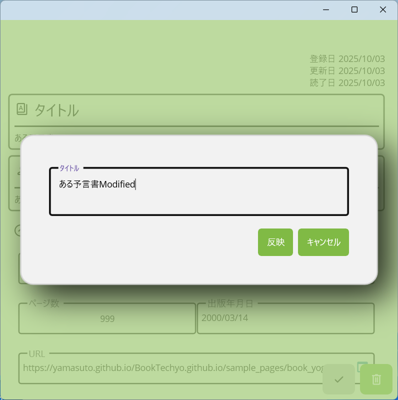 登録日 2025/10/03
更新日 2025/10/03
読了日 2025/10/03
タイトル
タイトル
ある予言書Modified
反映
キャンセル
ページ数
999
出版年月日
2000/03/14
URL
https://yamasuto.github.io/BookTechyo.github.io/sample_pages/book_yo